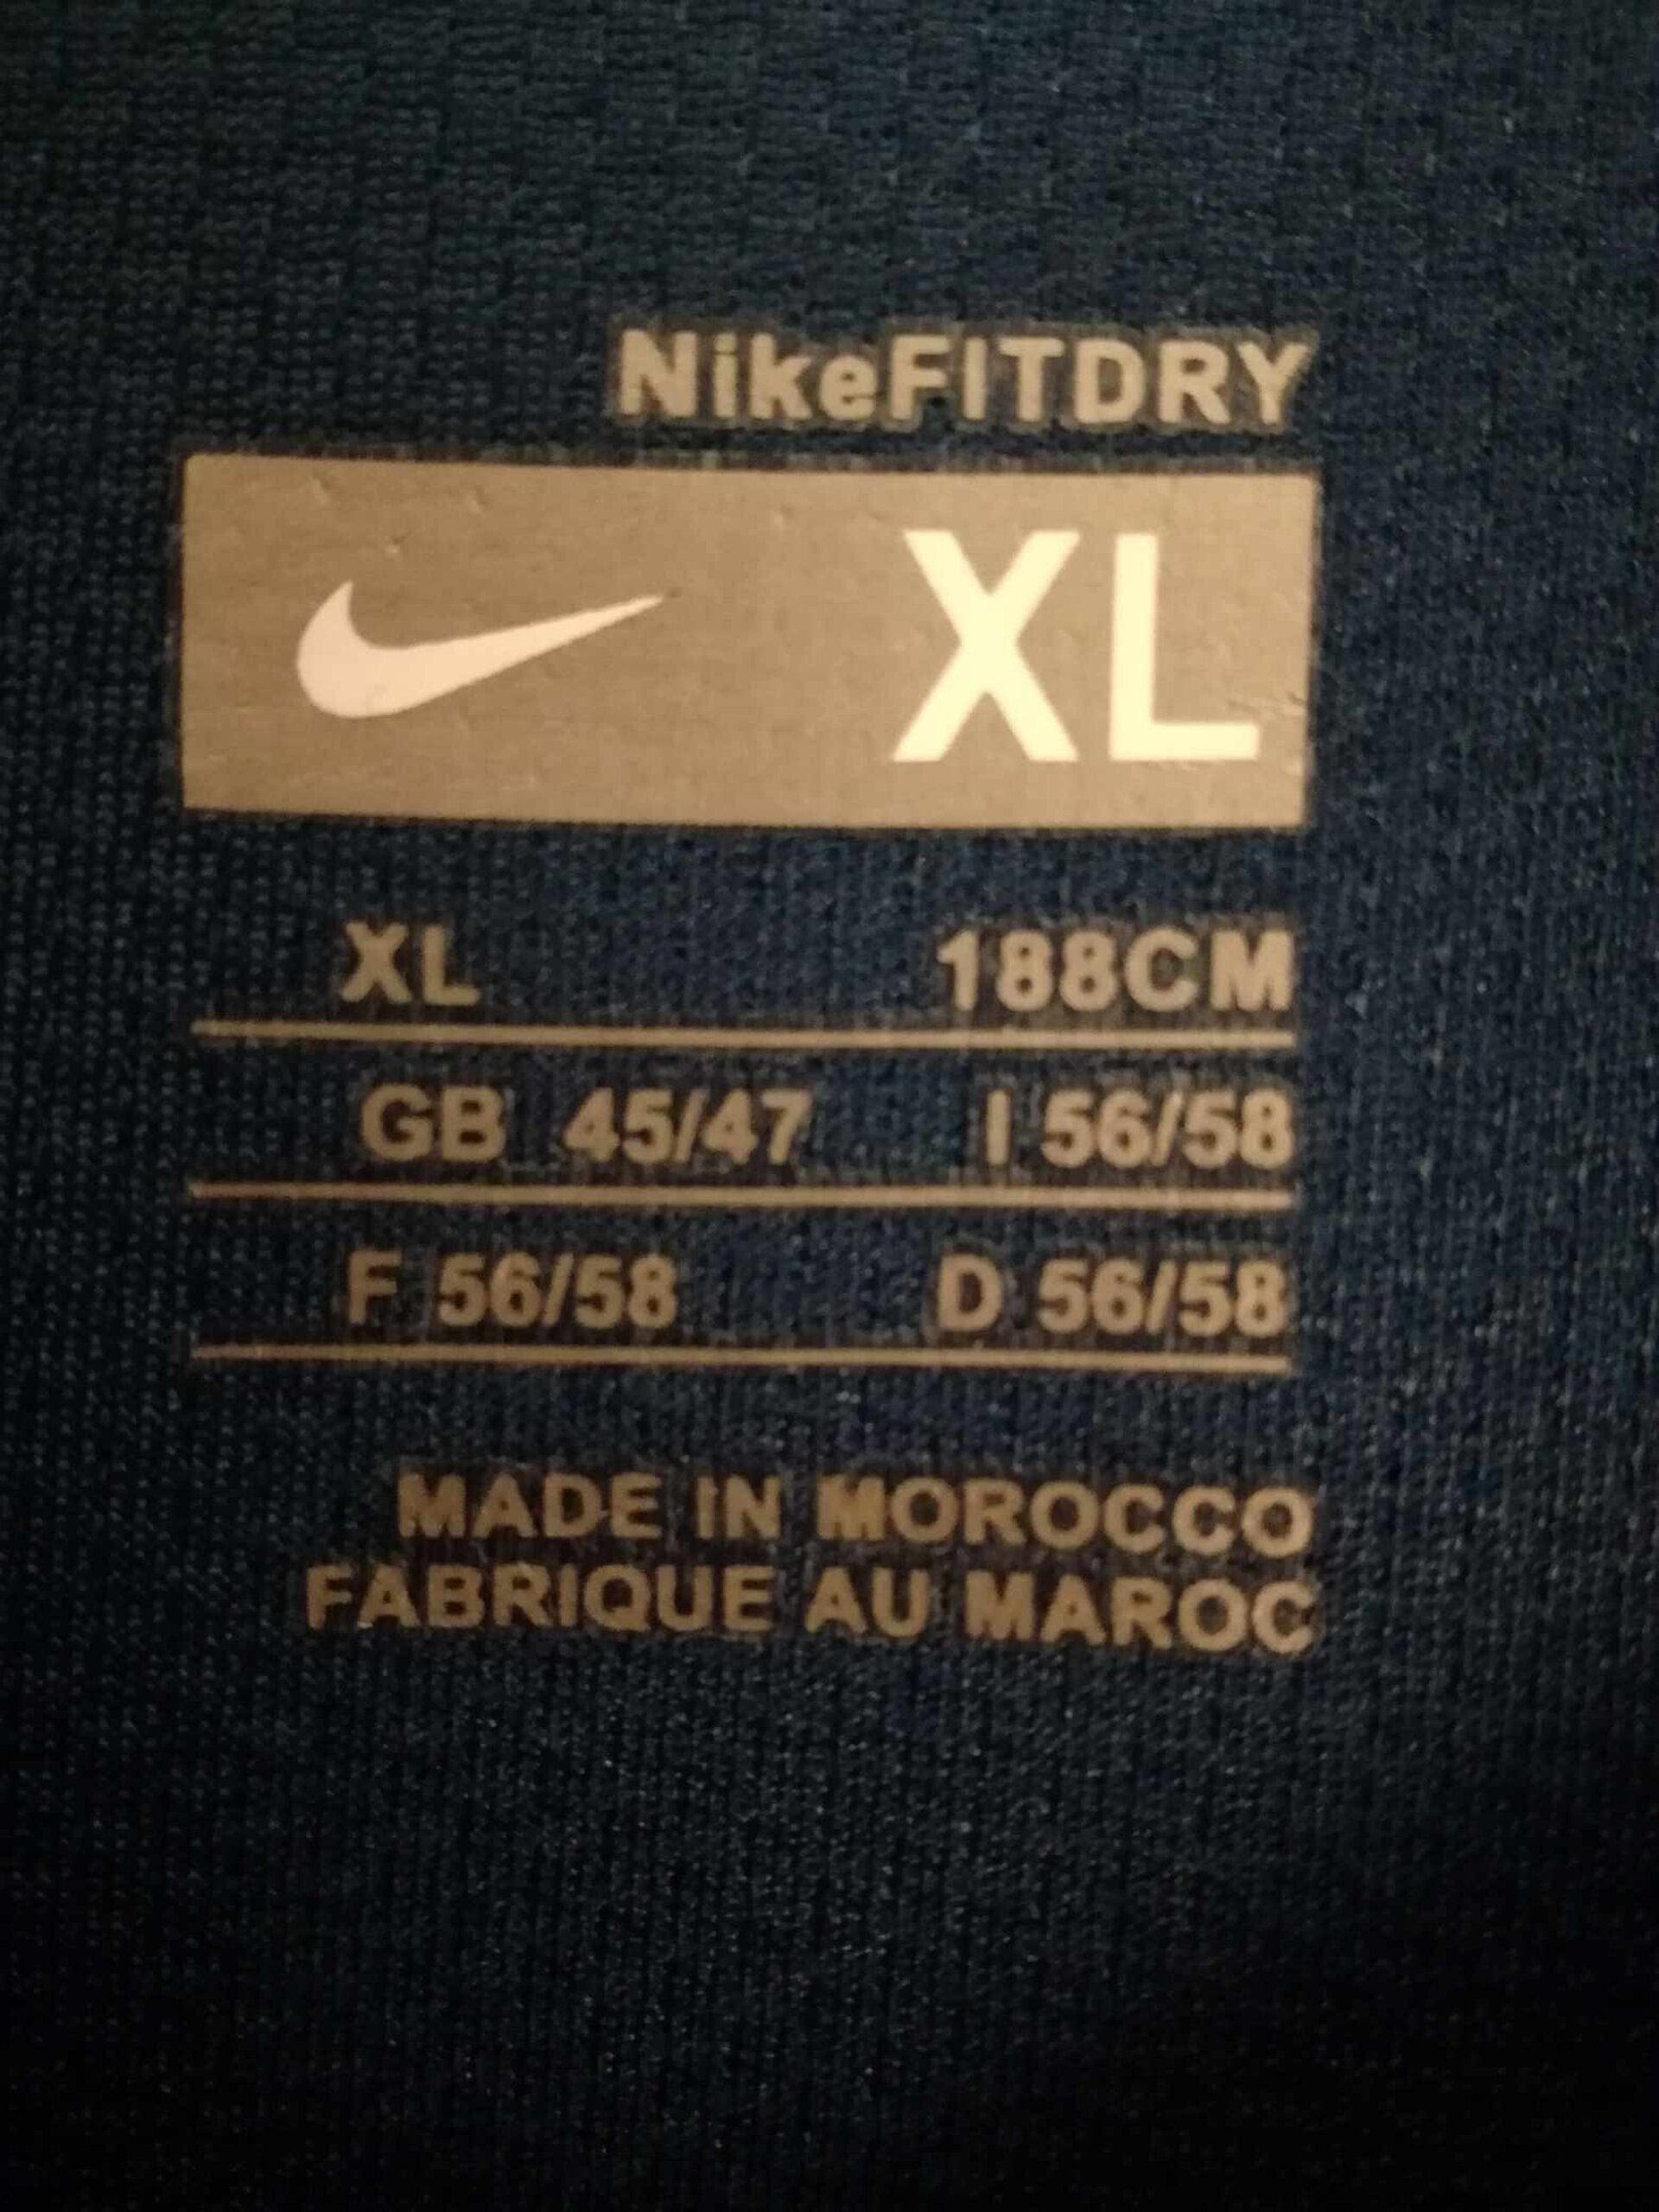 NikeFITDRY
XL
XL 188CM
GB 45/47 I 56/58
F 56/58 D 56/58
MADE IN MOROCCO
FABRIQUE AU MAROC